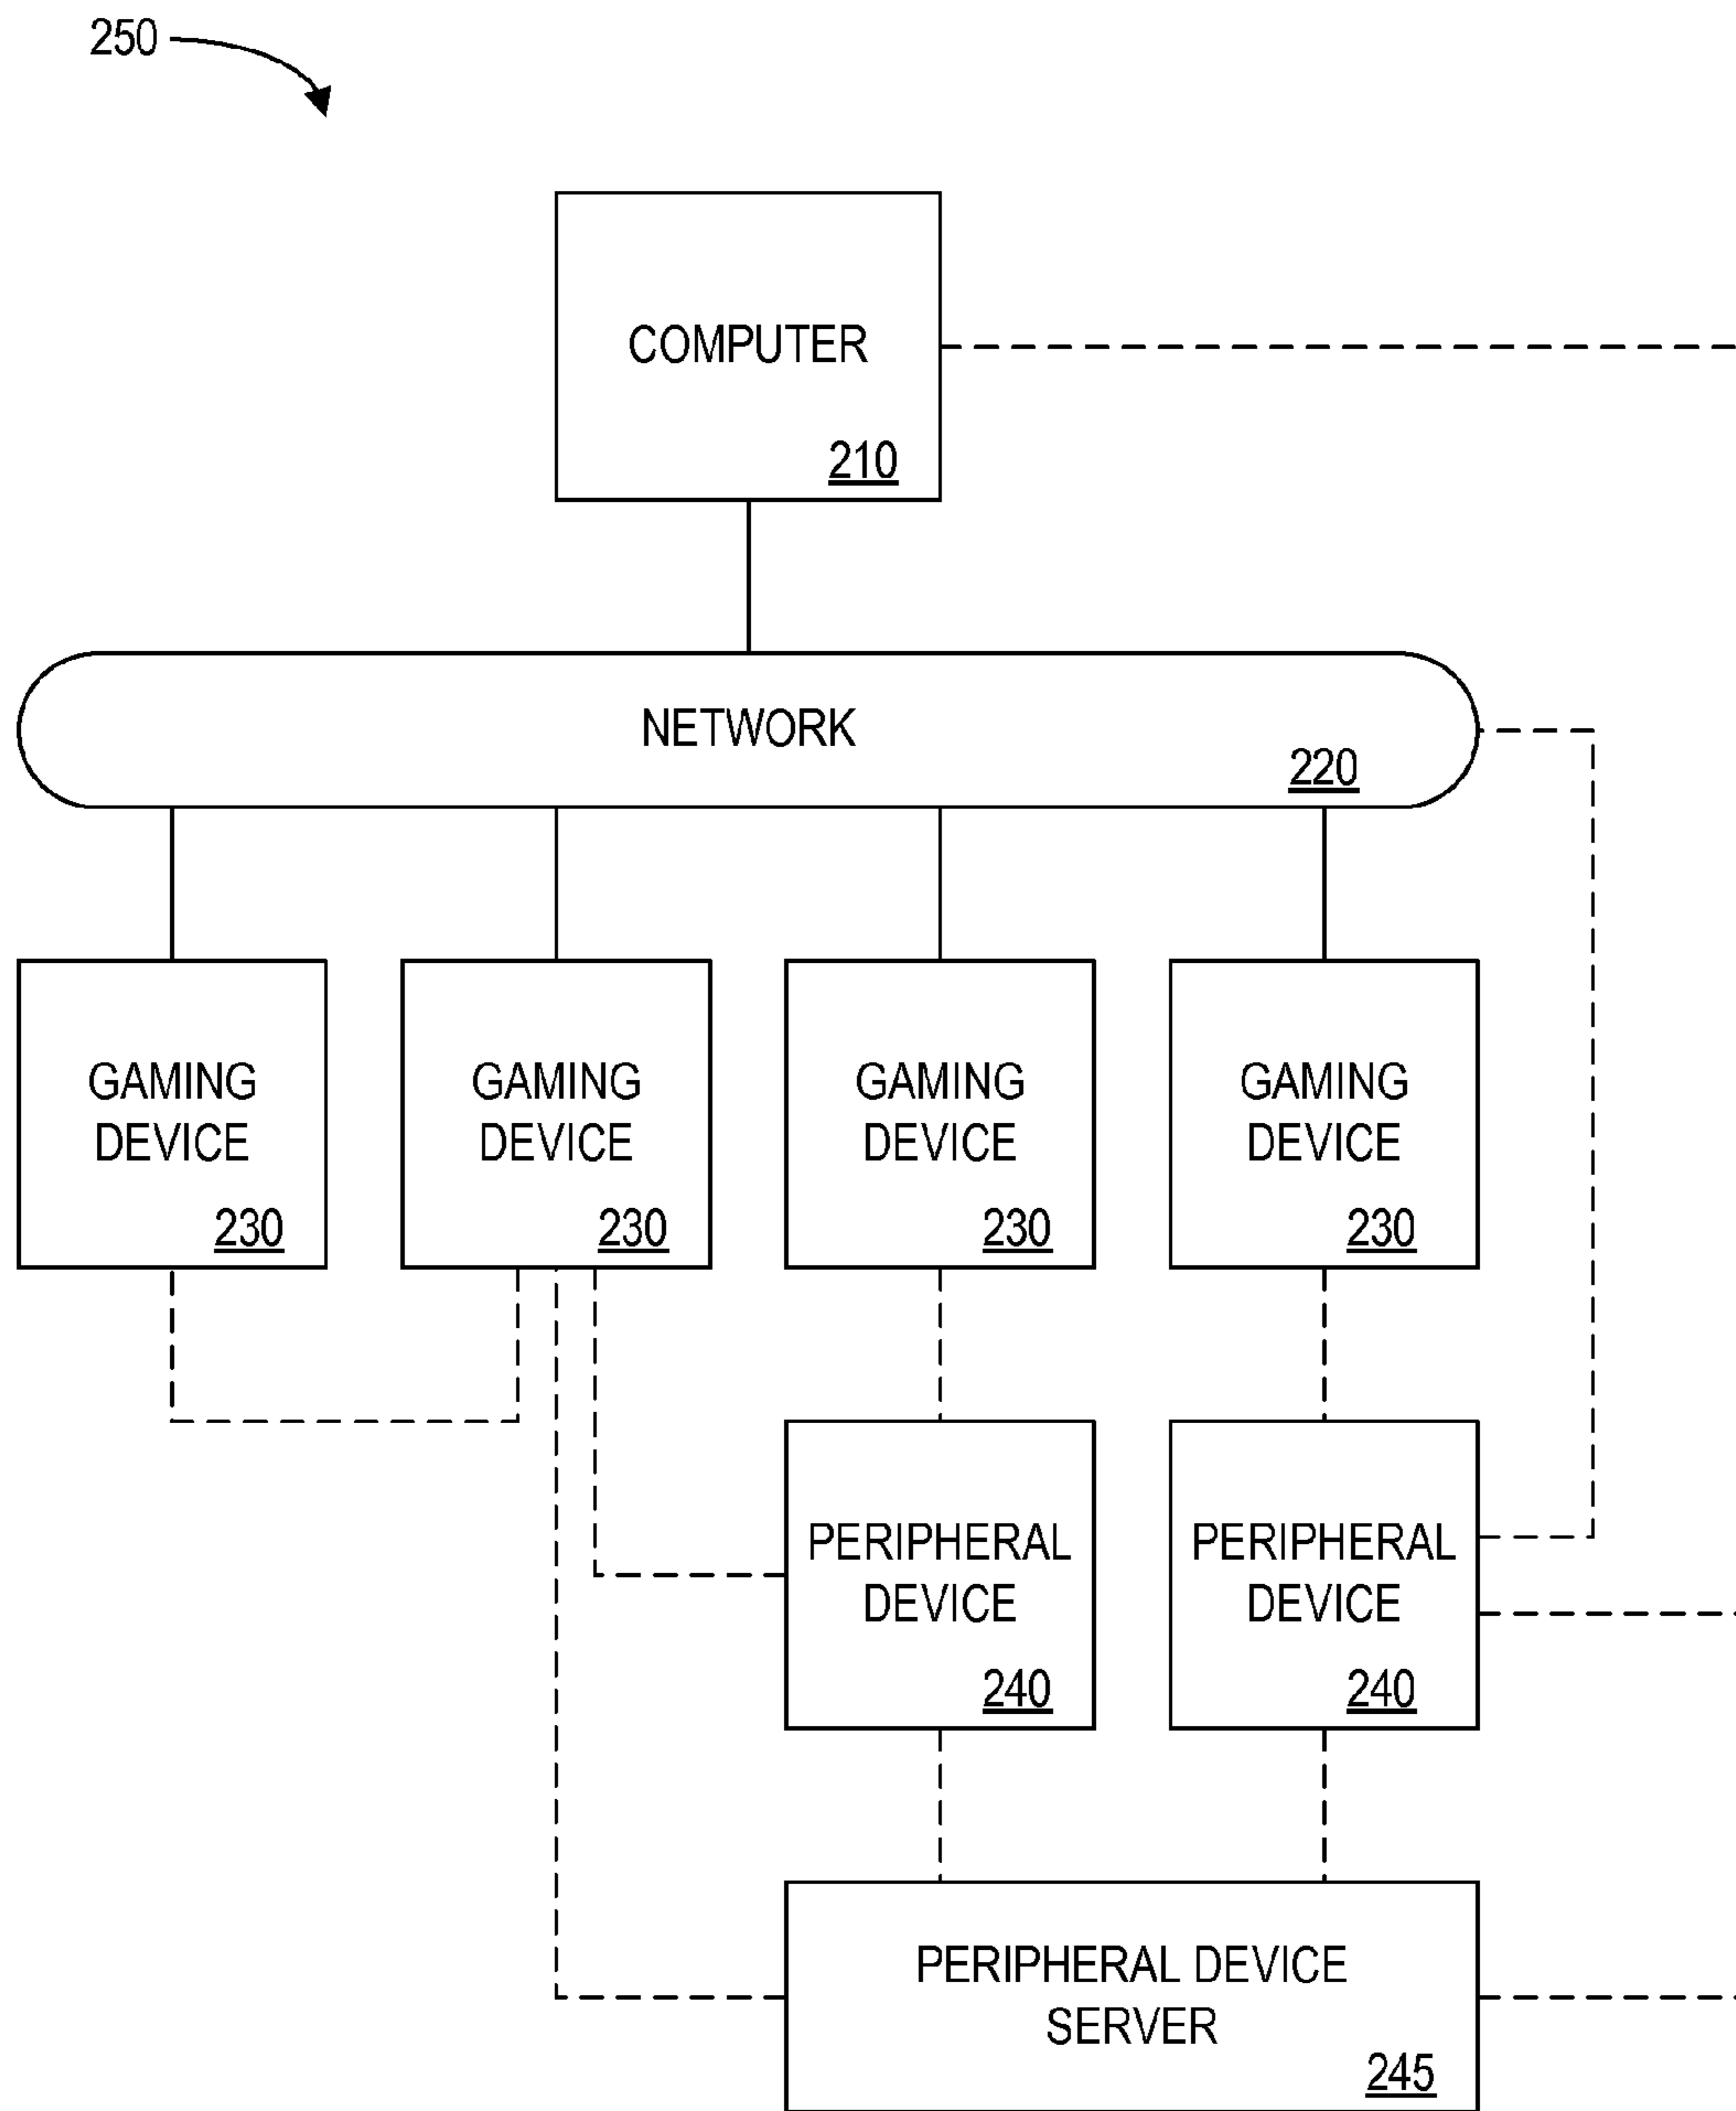 250
COMPUTER
210
NETWORK
220
GAMING
DEVICE
230
GAMING
DEVICE
230
GAMING
DEVICE
230
GAMING
DEVICE
230
PERIPHERAL
DEVICE
240
PERIPHERAL
DEVICE
240
PERIPHERAL DEVICE
SERVER
245